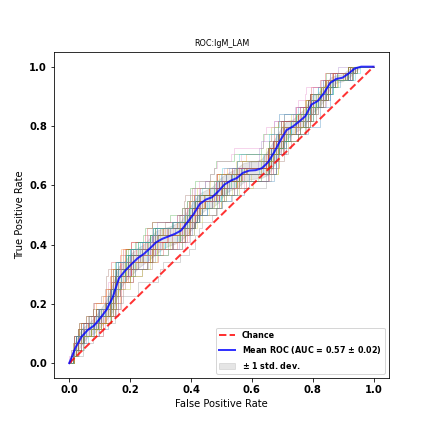 ROC:IgM_LAM
1.0
0.8
0.6
0.4
0.2
0.0
True Positive Rate
0.0 0.2 0.4 0.6 0.8 1.0
False Positive Rate
Chance
Mean ROC (AUC = 0.57 ± 0.02)
± 1 std. dev.